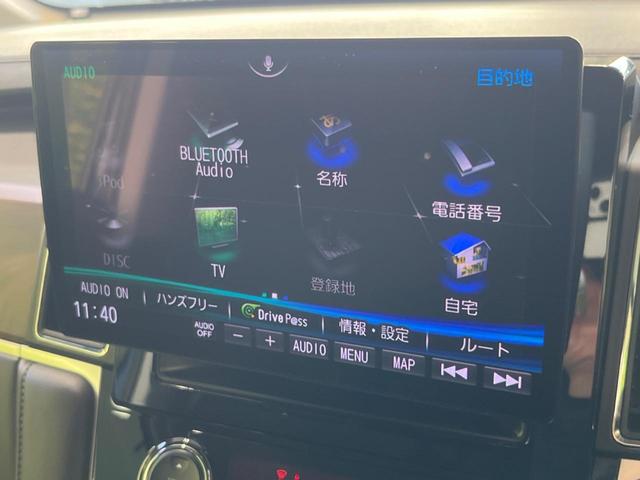 AUDIO
目的地
iPod
BLUETOOTH
Audio
名称
電話番号
DISC
TV
登録地
自宅
AUDIO ON
ハンズフリー
DriveP@ss
情報・設定
ルート
11:40
AUDIO
OFF
−
+
AUDIO
MENU
MAP